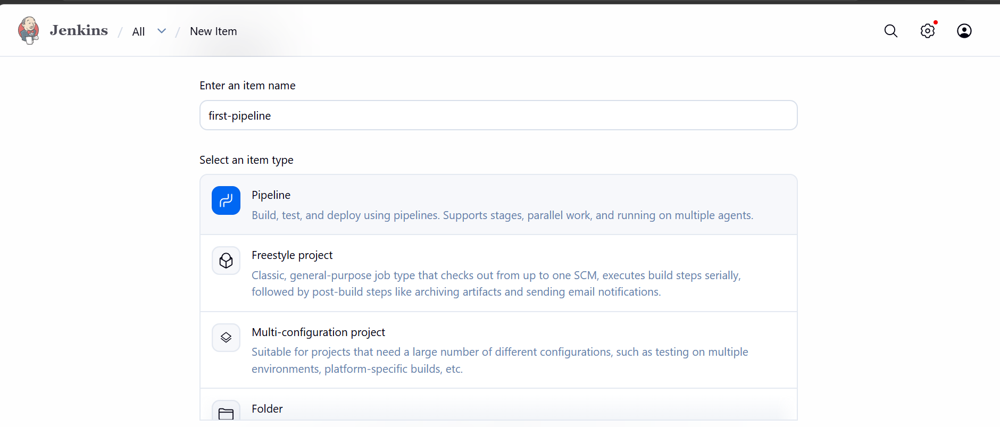 Jenkins / All / New Item
Enter an item name
first-pipeline
Select an item type
Pipeline
Build, test, and deploy using pipelines. Supports stages, parallel work, and running on multiple agents.
Freestyle project
Classic, general-purpose job type that checks out from up to one SCM, executes build steps serially,
followed by post-build steps like archiving artifacts and sending email notifications.
Multi-configuration project
Suitable for projects that need a large number of different configurations, such as testing on multiple
environments, platform-specific builds, etc.
Folder